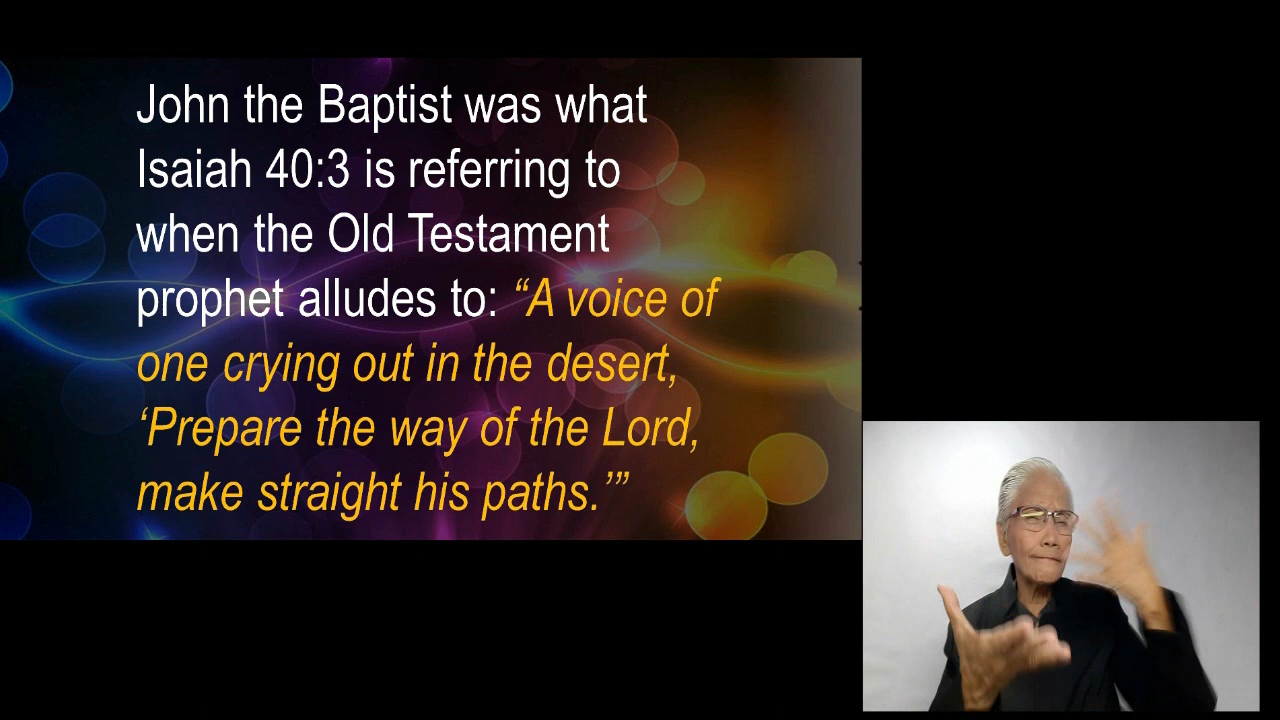 John the Baptist was what
Isaiah 40:3 is referring to
when the Old Testament
prophet alludes to: “A voice of
one crying out in the desert,
‘Prepare the way of the Lord,
make straight his paths.’”